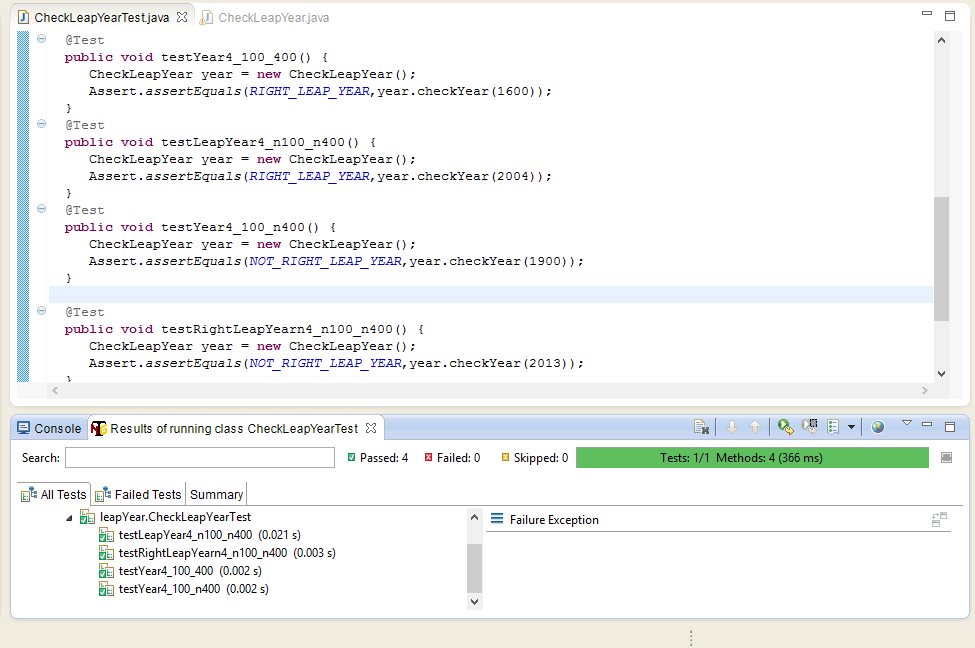 CheckLeapYearTest.java CheckLeapYear.java
@Test
public void testYear4_100_400() {
CheckLeapYear year = new CheckLeapYear();
Assert.assertEquals(RIGHT_LEAP_YEAR,year.checkYear(1600));
}
@Test
public void testLeapYear4_n100_n400() {
CheckLeapYear year = new CheckLeapYear();
Assert.assertEquals(RIGHT_LEAP_YEAR,year.checkYear(2004));
}
@Test
public void testYear4_100_n400() {
CheckLeapYear year = new CheckLeapYear();
Assert.assertEquals(NOT_RIGHT_LEAP_YEAR,year.checkYear(1900));
}
@Test
public void testRightLeapYearn4_n100_n400() {
CheckLeapYear year = new CheckLeapYear();
Assert.assertEquals(NOT_RIGHT_LEAP_YEAR,year.checkYear(2013));
}
Console Results of running class CheckLeapYearTest
Search: Passed: 4 Failed: 0 Skipped: 0 Tests: 1/1 Methods: 4 (366 ms)
All Tests Failed Tests Summary
leapYear.CheckLeapYearTest Failure Exception
testLeapYear4_n100_n400 (0.021 s)
testRightLeapYearn4_n100_n400 (0.003 s)
testYear4_100_400 (0.002 s)
testYear4_100_n400 (0.002 s)